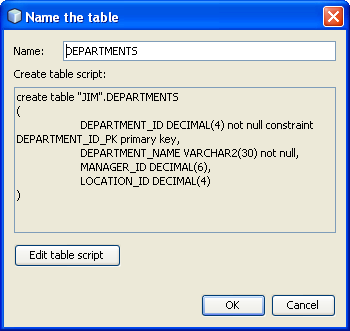 Name the table
Name: DEPARTMENTS
Create table script:
create table "JIM".DEPARTMENTS
(
DEPARTMENT_ID DECIMAL(4) not null constraint
DEPARTMENT_ID_PK primary key,
DEPARTMENT_NAME VARCHAR2(30) not null,
MANAGER_ID DECIMAL(6),
LOCATION_ID DECIMAL(4)
)
Edit table script
OK Cancel